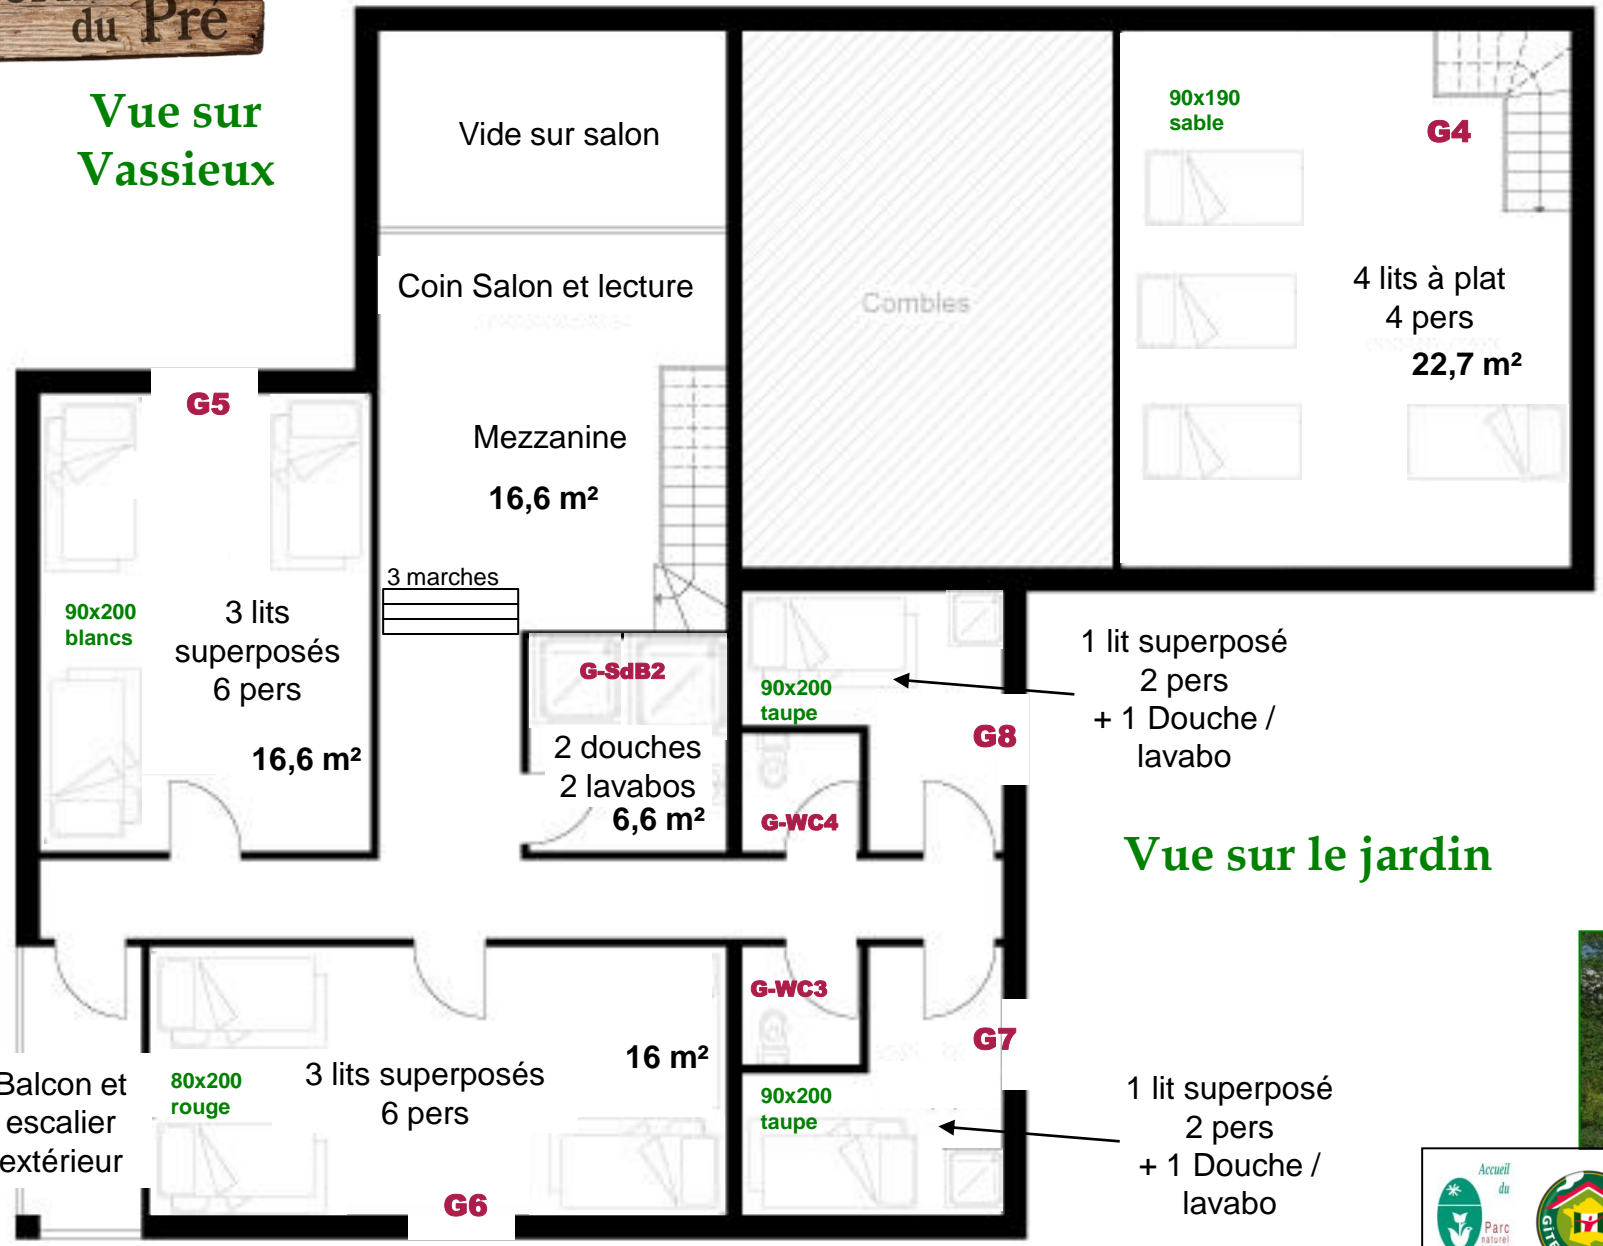 du Pré
Vue sur
Vassieux
Vide sur salon
Coin Salon et lecture
Mezzanine
16,6 m²
3 marches
Combles
90x190
sable
G4
4 lits à plat
4 pers
22,7 m²
G5
90x200
blancs
3 lits
superposés
6 pers
16,6 m²
G-SdB2
2 douches
2 lavabos
6,6 m²
90x200
taupe
G8
G-WC4
1 lit superposé
2 pers
+ 1 Douche /
lavabo
Vue sur le jardin
Balcon et
escalier
extérieur
80x200
rouge
3 lits superposés
6 pers
16 m²
G6
G-WC3
G7
90x200
taupe
1 lit superposé
2 pers
+ 1 Douche /
lavabo
Accueil
du
Parc
naturel